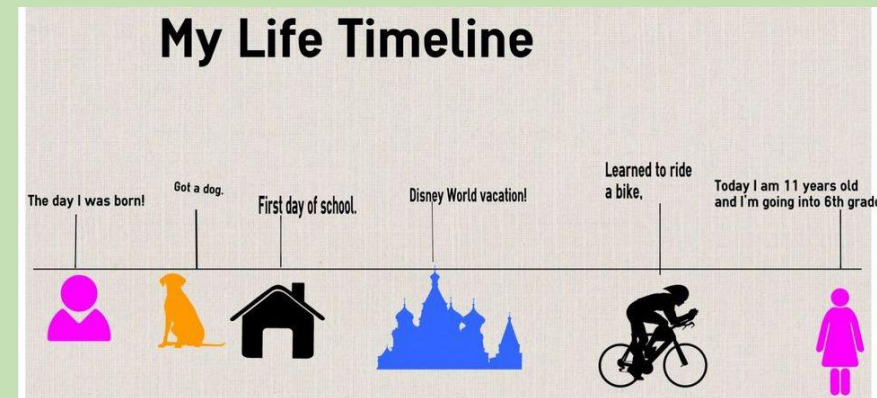 My Life Timeline
The day I was born!
Got a dog.
First day of school.
Disney World vacation!
Learned to ride
a bike,
Today I am 11 years old
and I'm going into 6th grade